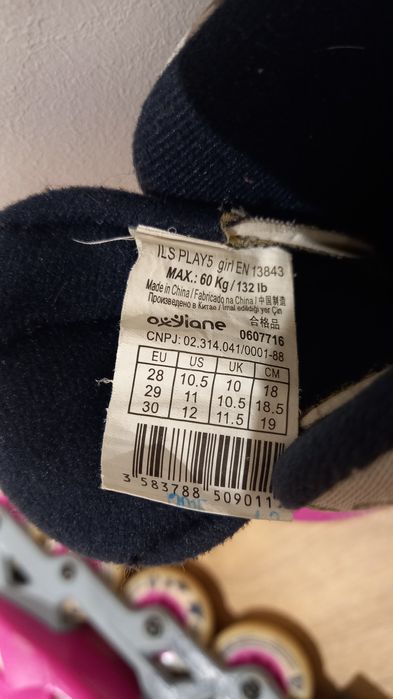 ILS PLAY5 girl EN 13843
MAX.: 60 Kg / 132 lb
Made in China / Fabricado na China / 中国制造
Произведено в Китае / İmal edildiği yer Çin
oxylane 合格品
0607716
CNPJ: 02.314.041/0001-88
EU US UK CM
28 10.5 10 18
29 11 10.5 18.5
30 12 11.5 19
3 583788 509011